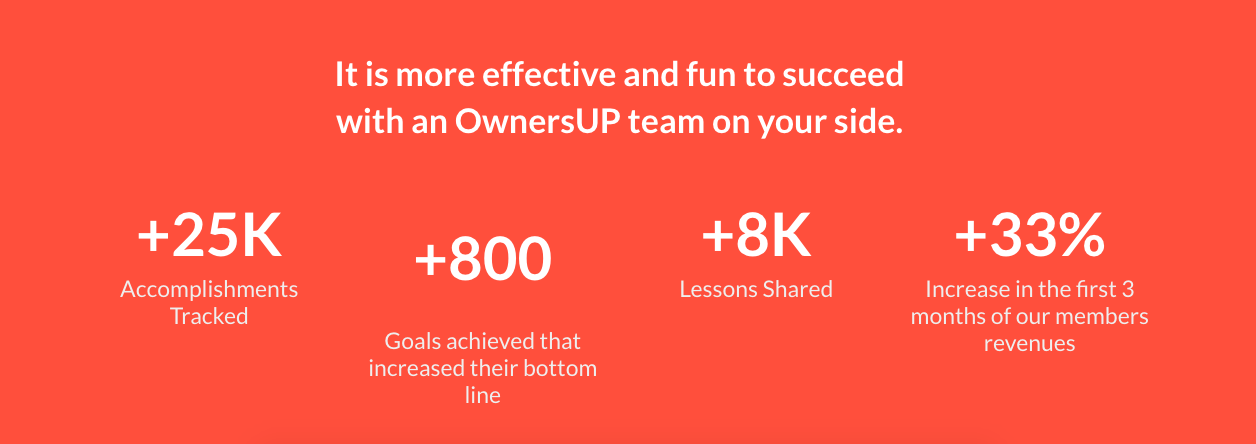 It is more effective and fun to succeed
with an OwnersUP team on your side.
+25K
Accomplishments
Tracked
+800
Goals achieved that
increased their bottom
line
+8K
Lessons Shared
+33%
Increase in the first 3
months of our members
revenues